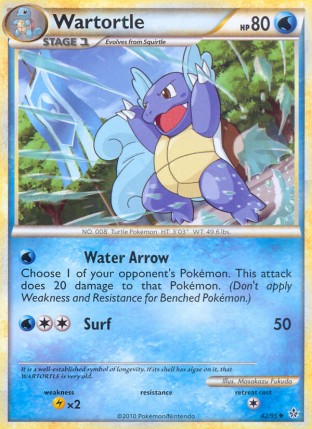 Wartortle HP 80
STAGE 1 Evolves from Squirtle
NO. 008 Turtle Pokémon HT: 3'03" WT: 49.6 lbs.
Water Arrow
Choose 1 of your opponent's Pokémon. This attack
does 20 damage to that Pokémon. (Don't apply
Weakness and Resistance for Benched Pokémon.)
Surf 50
It is a well-established symbol of longevity. If its shell has algae on it, that
WARTORTLE is very old.
Illus. Masakazu Fukuda
weakness resistance retreat cost
×2
©2010 Pokémon/Nintendo 42/95